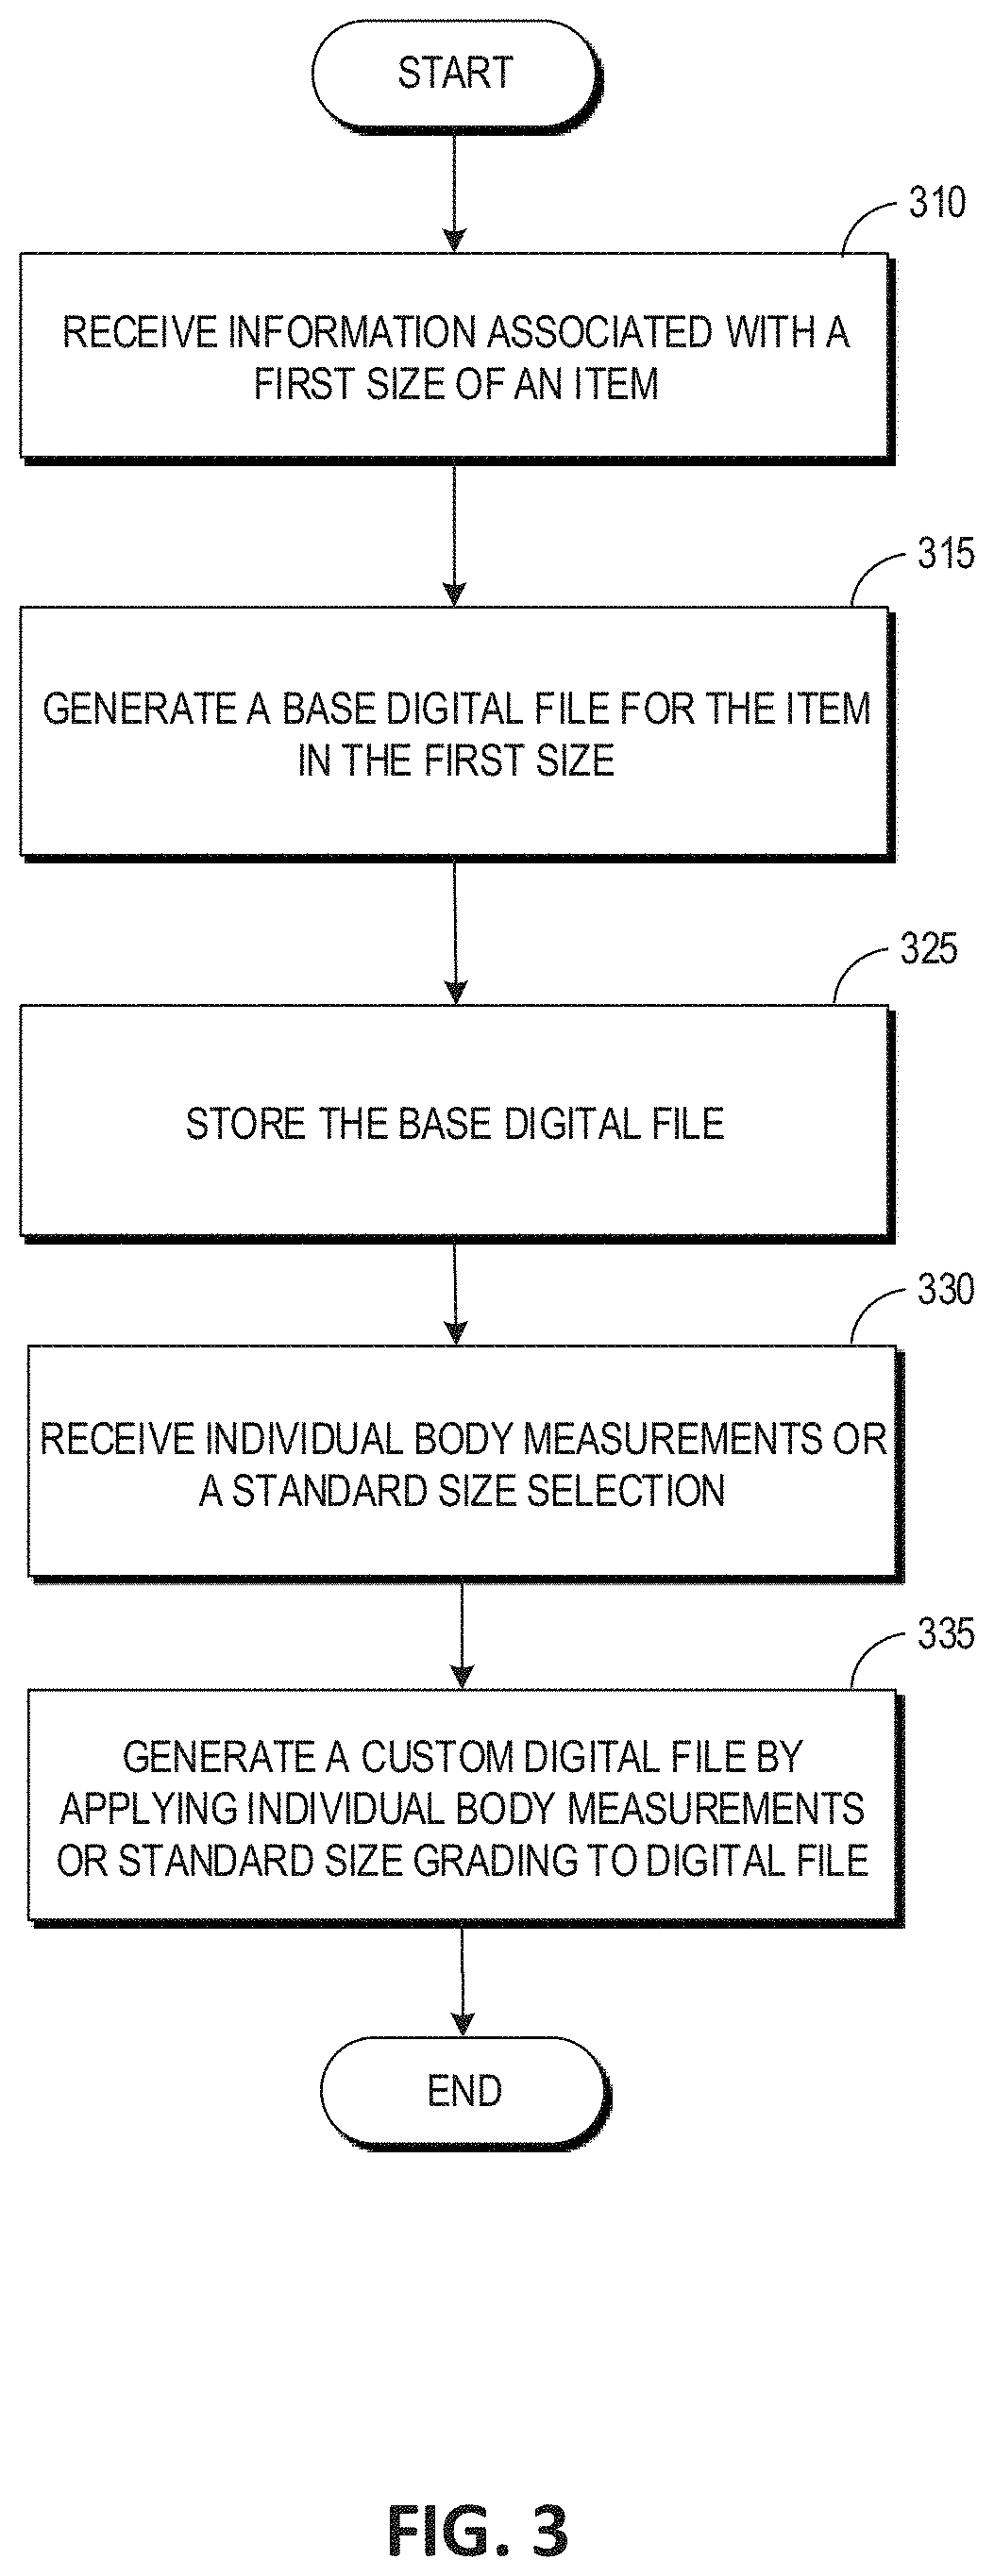 START
310
RECEIVE INFORMATION ASSOCIATED WITH A
FIRST SIZE OF AN ITEM
315
GENERATE A BASE DIGITAL FILE FOR THE ITEM
IN THE FIRST SIZE
325
STORE THE BASE DIGITAL FILE
330
RECEIVE INDIVIDUAL BODY MEASUREMENTS OR
A STANDARD SIZE SELECTION
335
GENERATE A CUSTOM DIGITAL FILE BY
APPLYING INDIVIDUAL BODY MEASUREMENTS
OR STANDARD SIZE GRADING TO DIGITAL FILE
END
FIG. 3